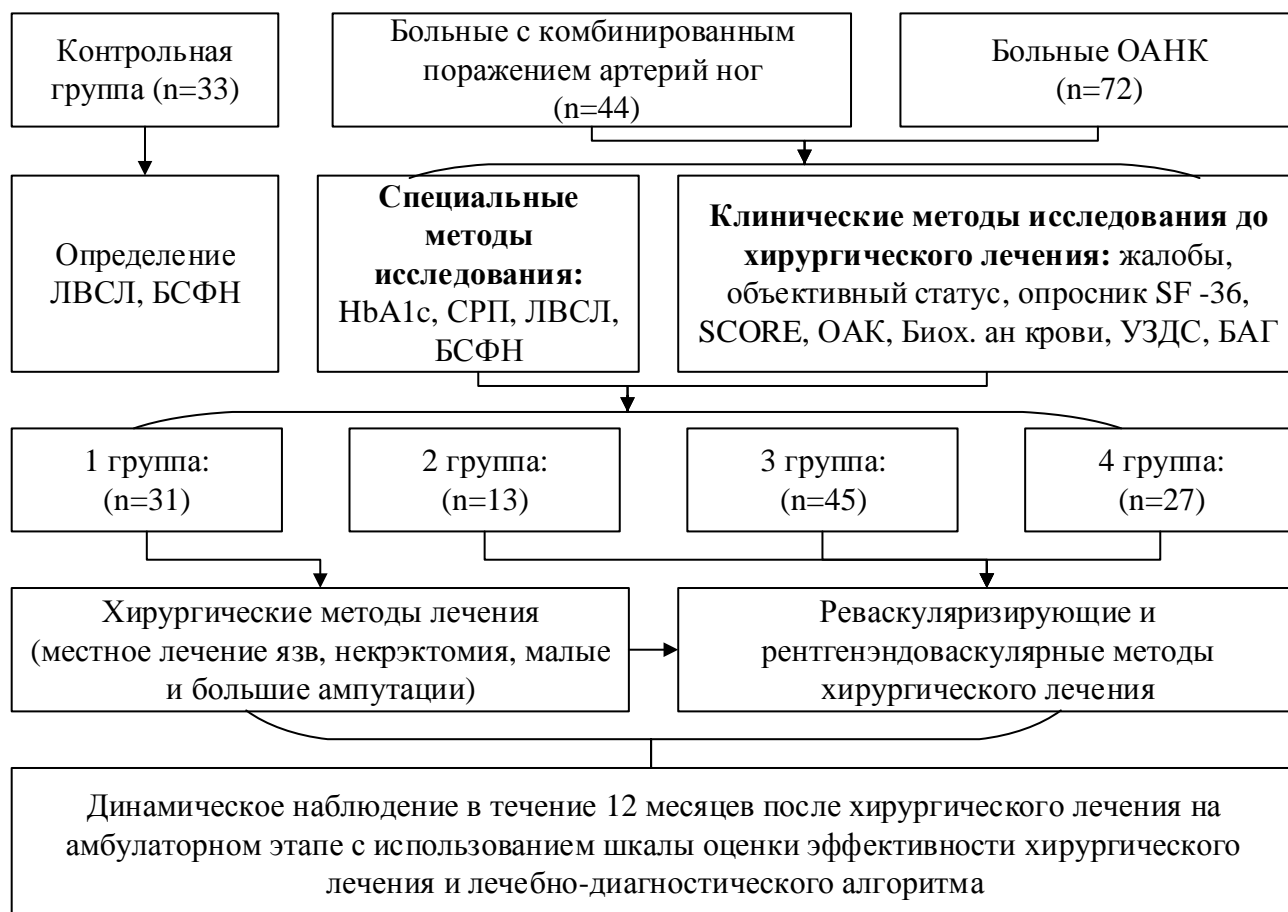 Контрольная
группа (n=33)
Больные с комбинированным
поражением артерий ног
(n=44)
Больные ОАНК
(n=72)
Определение
ЛВСЛ, БСФН
Специальные
методы
исследования:
HbA1c, СРП, ЛВСЛ,
БСФН
Клинические методы исследования до
хирургического лечения: жалобы,
объективный статус, опросник SF -36,
SCORE, ОАК, Биох. ан крови, УЗДС, БАГ
1 группа:
(n=31)
2 группа:
(n=13)
3 группа:
(n=45)
4 группа:
(n=27)
Хирургические методы лечения
(местное лечение язв, некрэктомия, малые
и большие ампутации)
Реваскуляризирующие и
рентгенэндоваскулярные методы
хирургического лечения
Динамическое наблюдение в течение 12 месяцев после хирургического лечения на
амбулаторном этапе с использованием шкалы оценки эффективности хирургического
лечения и лечебно-диагностического алгоритма